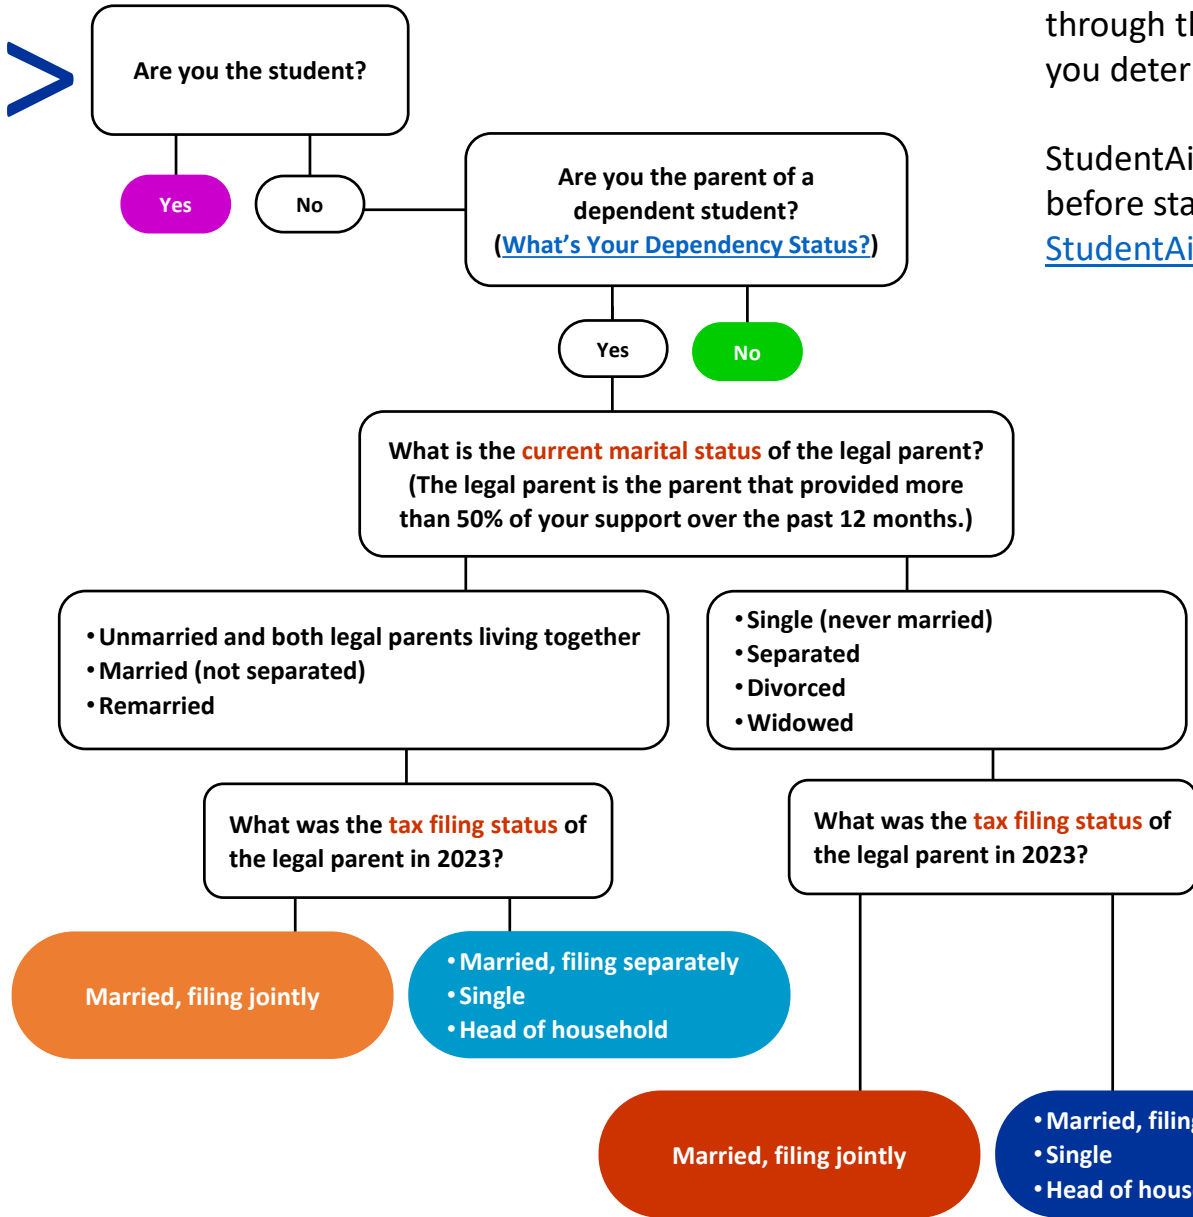 >
Are you the student?
through th
you deter
StudentAi
before sta
StudentAi
Yes
No
Are you the parent of a
dependent student?
(What's Your Dependency Status?)
Yes
No
What is the current marital status of the legal parent?
(The legal parent is the parent that provided more
than 50% of your support over the past 12 months.)
• Unmarried and both legal parents living together
• Married (not separated)
• Remarried
• Single (never married)
• Separated
• Divorced
• Widowed
What was the tax filing status of
the legal parent in 2023?
What was the tax filing status of
the legal parent in 2023?
Married, filing jointly
• Married, filing separately
• Single
• Head of household
Married, filing jointly
• Married, filing
• Single
• Head of hous